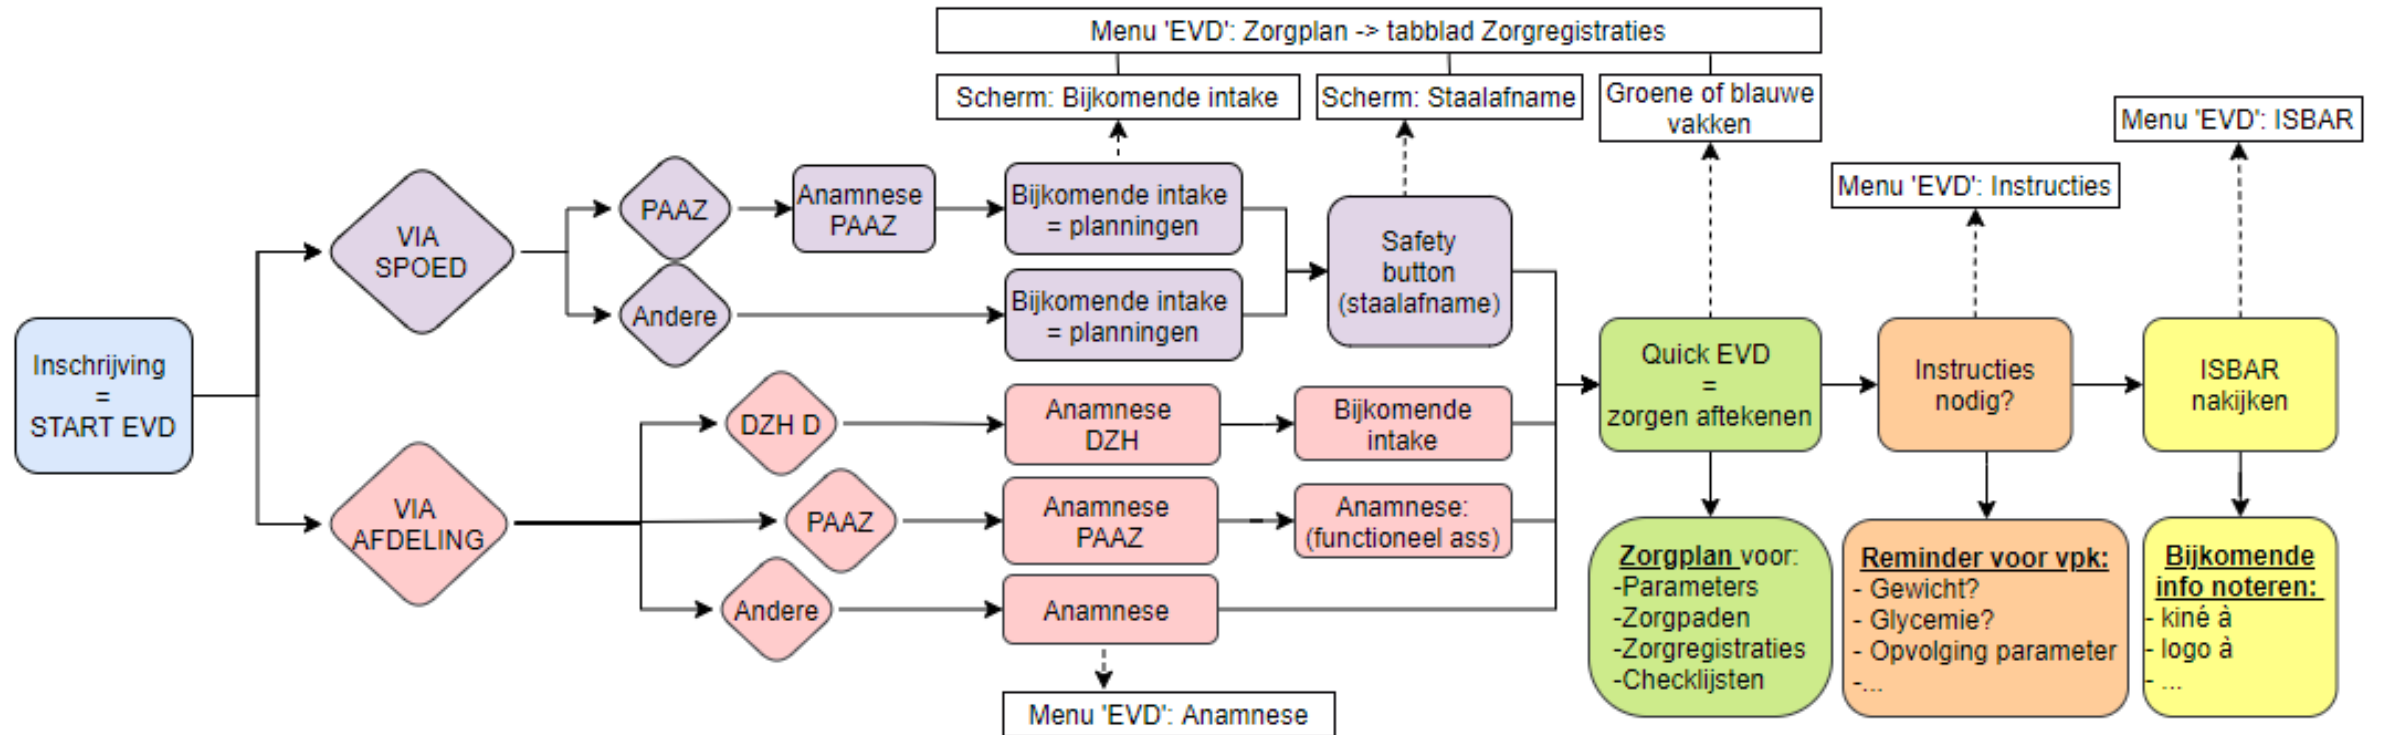 Menu 'EVD': Zorgplan -> tabblad Zorgregistraties
Scherm: Bijkomende intake
Scherm: Staalafname
Groene of blauwe
vakken
Menu 'EVD': ISBAR
Menu 'EVD': Instructies
Inschrijving
=
START EVD
VIA
SPOED
PAAZ
Anamnese
PAAZ
Bijkomende intake
= planningen
Andere
Bijkomende intake
= planningen
Safety
button
(staalafname)
VIA
AFDELING
DZH D
Anamnese
DZH
Bijkomende
intake
PAAZ
Anamnese
PAAZ
Anamnese:
(functioneel ass)
Andere
Anamnese
Menu 'EVD': Anamnese
Quick EVD
=
zorgen aftekenen
Instructies
nodig?
ISBAR
nakijken
Zorgplan voor:
-Parameters
-Zorgpaden
-Zorgregistraties
-Checklijsten
Reminder voor vpk:
- Gewicht?
- Glycemie?
- Opvolging parameter
-...
Bijkomende
info noteren:
- kiné à
- logo à
- ...